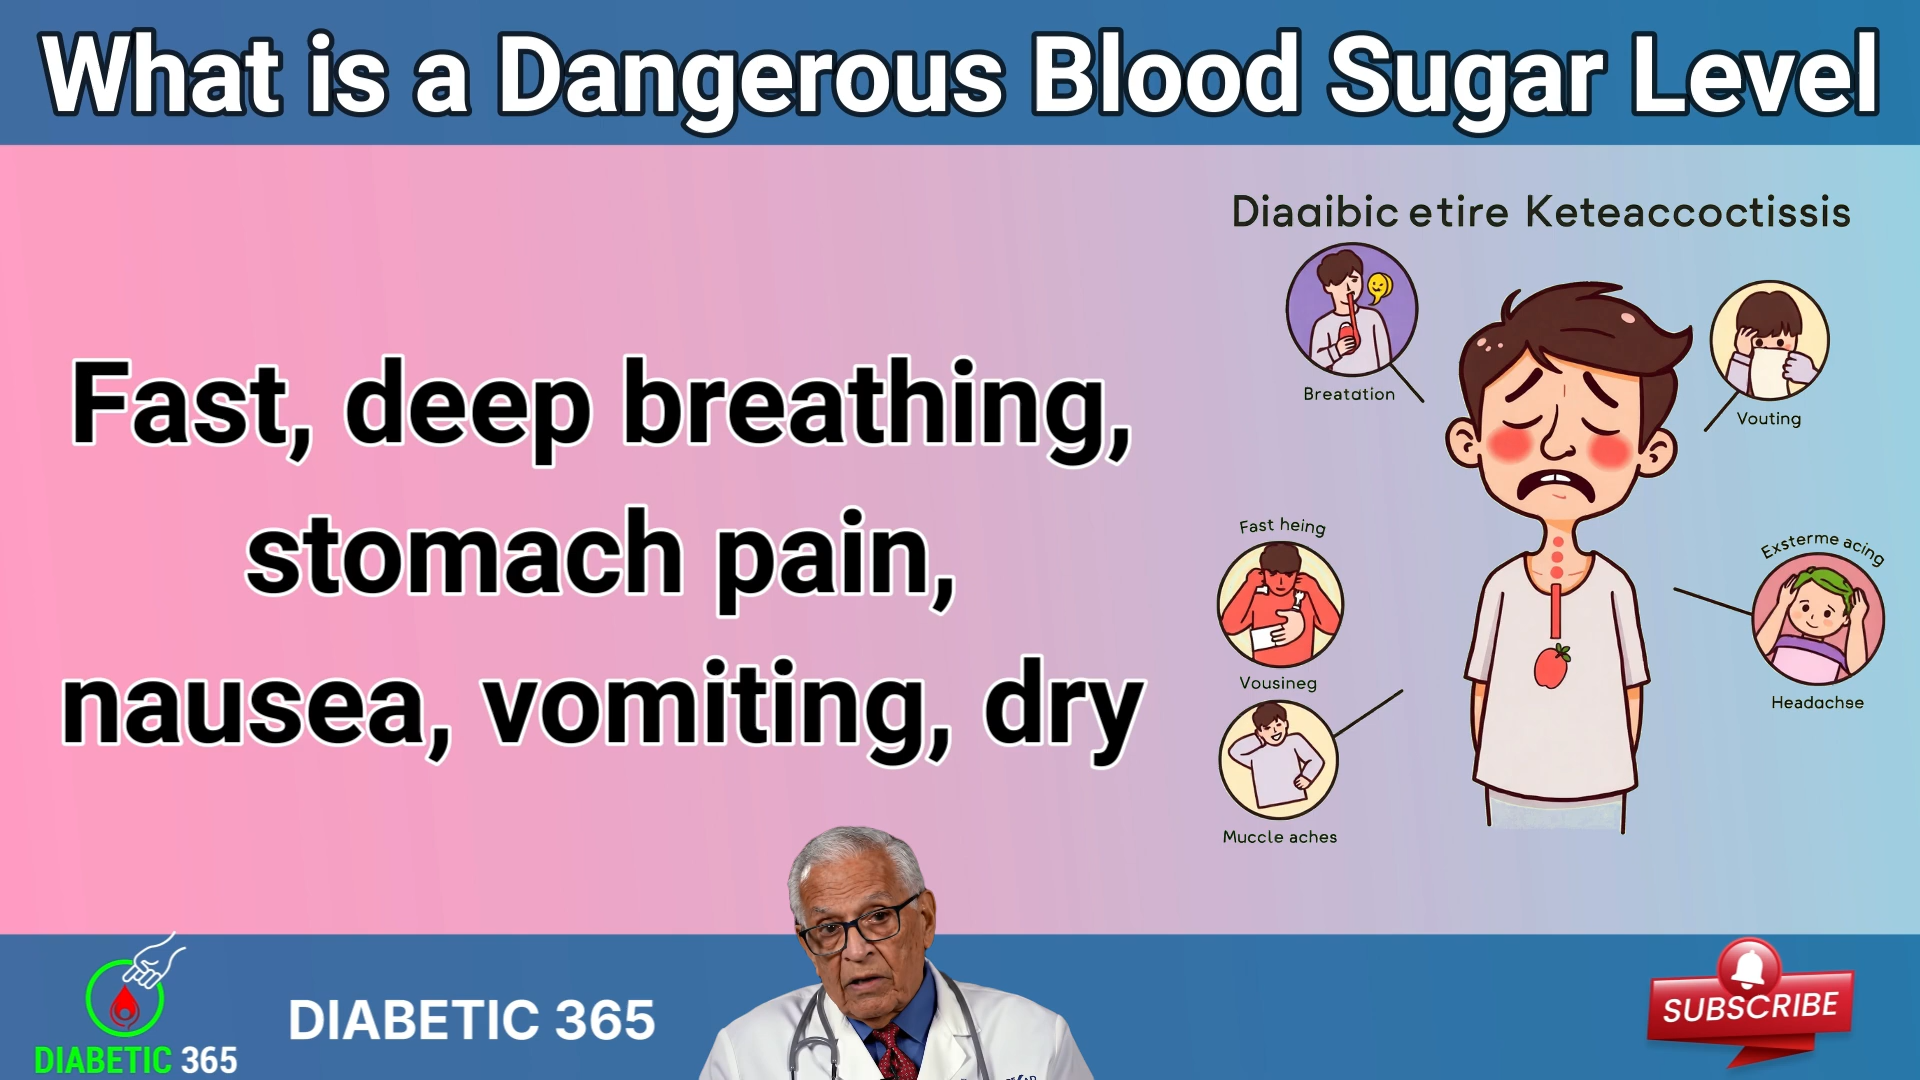 What is a Dangerous Blood Sugar Level
Diagibic etire Keteaccoctissis
Breatation
Vouting
Fast, deep breathing,
stomach pain,
nausea, vomiting, dry
Fast heing
Vousineg
Exsterme acing
Headachse
Muccle aches
DIABETIC 365
DIABETIC 365
SUBSCRIBE